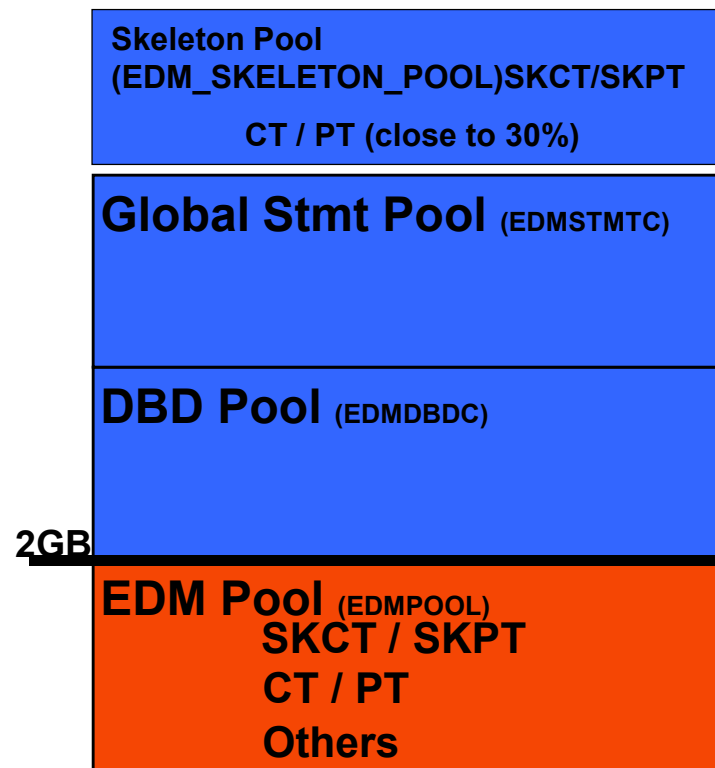 Skeleton Pool
(EDM_SKELETON_POOL)SKCT/SKPT
CT / PT (close to 30%)
Global Stmt Pool (EDMSTMTC)
DBD Pool (EDMDBDC)
2GB
EDM Pool (EDMPOOL)
SKCT / SKPT
CT / PT
Others